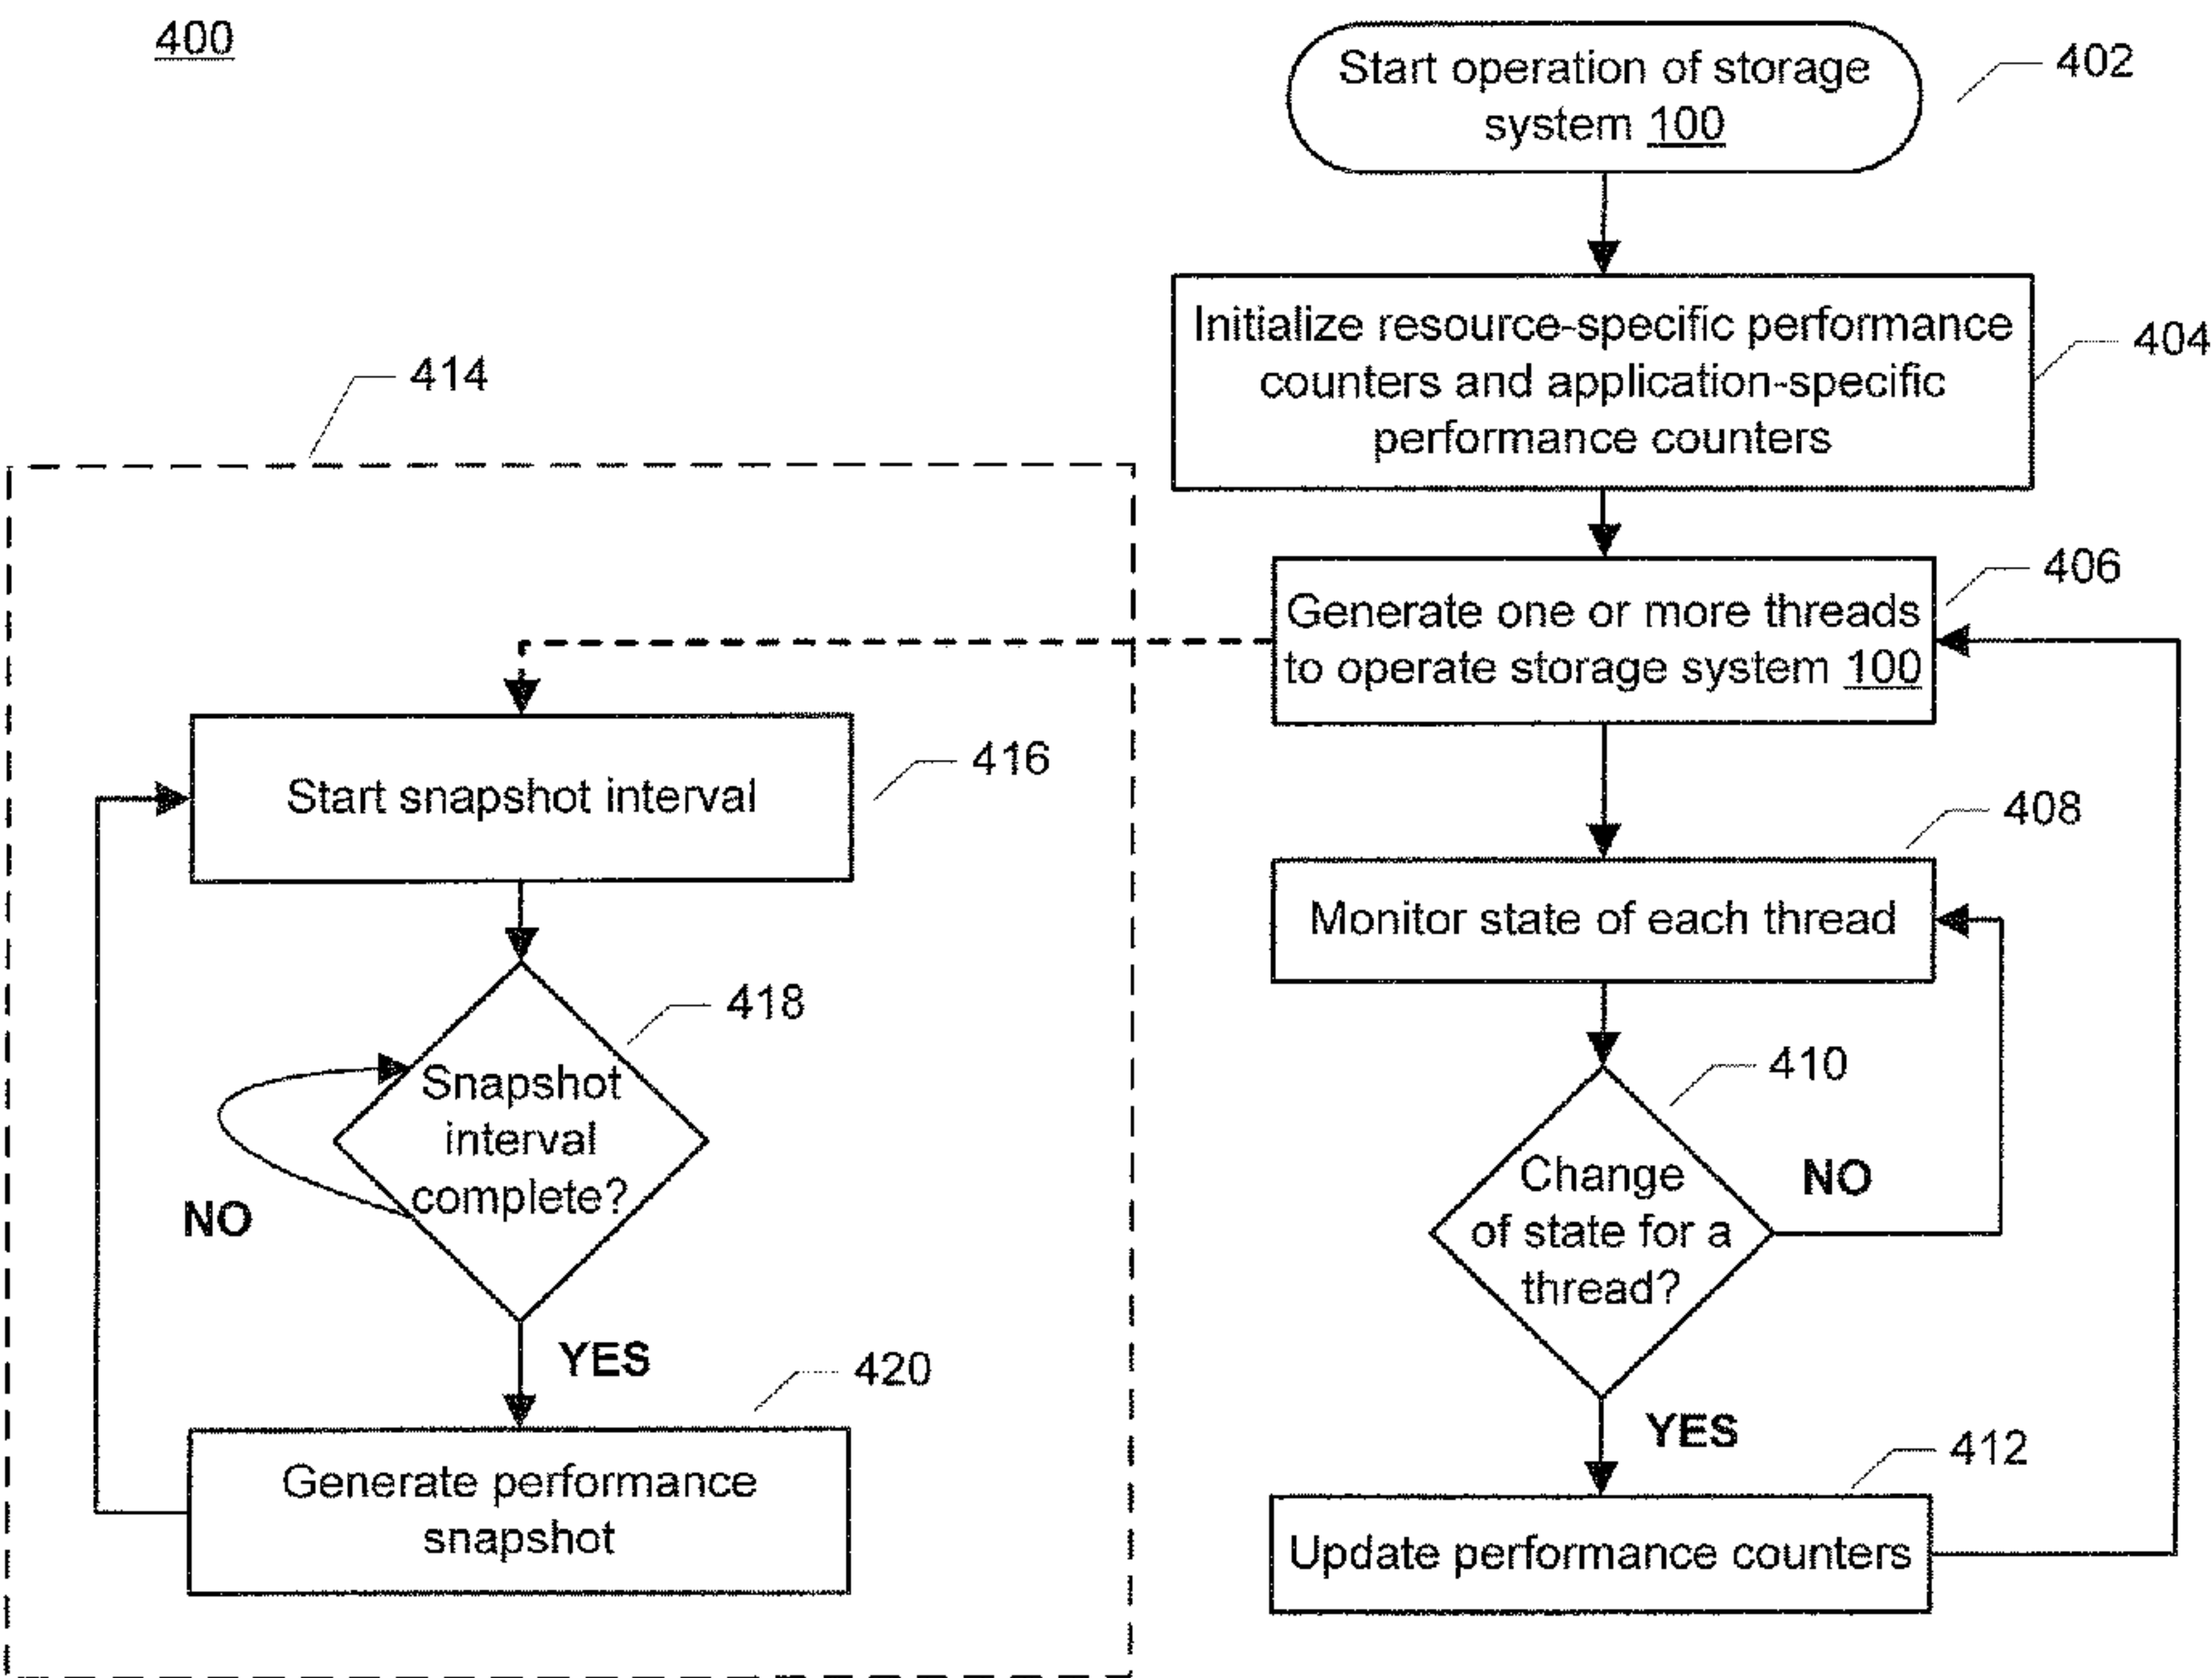 400
Start operation of storage
system 100
402
Initialize resource-specific performance
counters and application-specific
performance counters
404
414
Generate one or more threads
to operate storage system 100
406
Start snapshot interval
416
Monitor state of each thread
408
Snapshot
interval
complete?
418
NO
YES
Change
of state for a
thread?
410
NO
YES
Generate performance
snapshot
420
Update performance counters
412